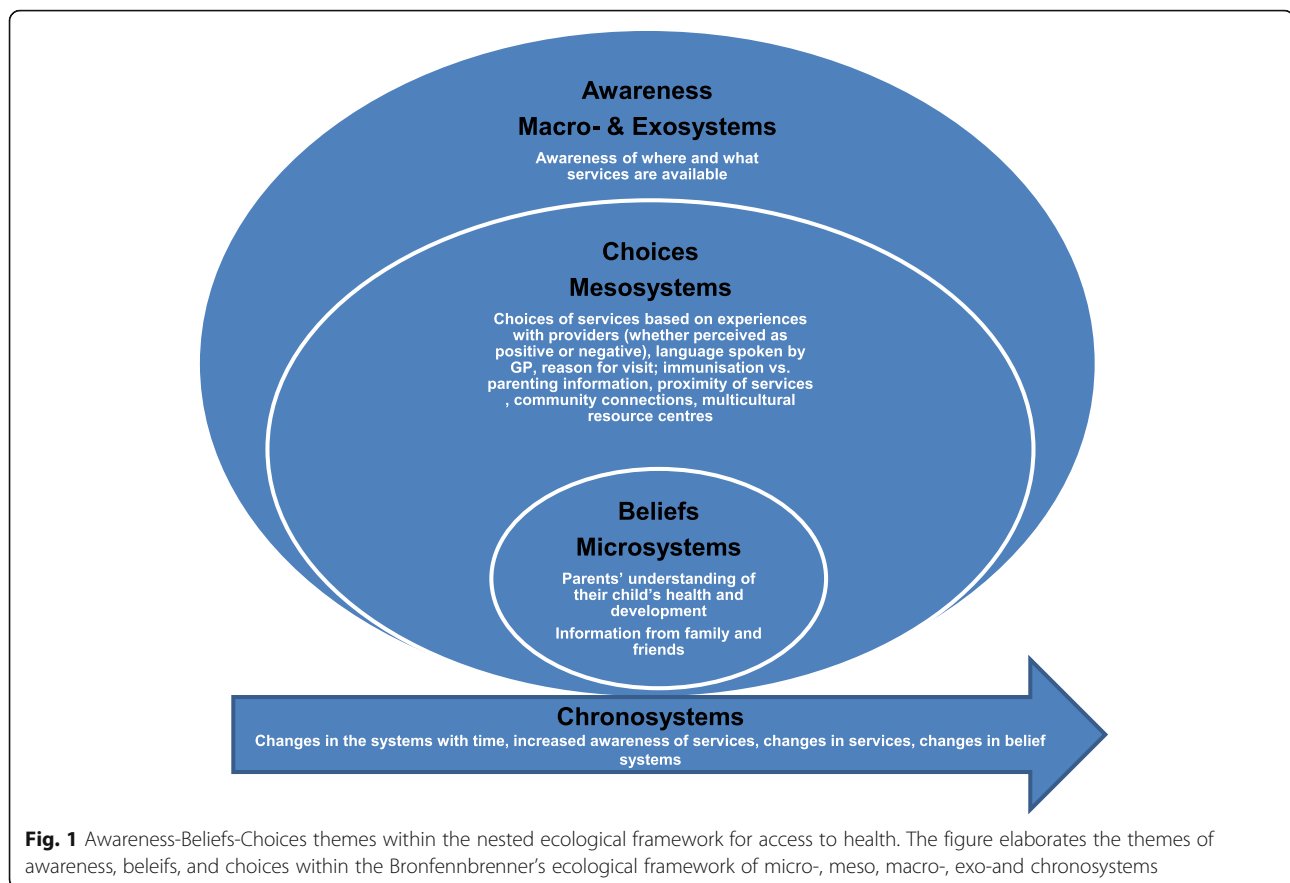 Awareness
Macro- & Exosystems
Awareness of where and what
services are available
Choices
Mesosystems
Choices of services based on experiences
with providers (whether perceived as
positive or negative), language spoken by
GP, reason for visit; immunisation vs.
parenting information, proximity of services
, community connections, multicultural
resource centres
Beliefs
Microsystems
Parents’ understanding of
their child’s health and
development
Information from family and
friends
Chronosystems
Changes in the systems with time, increased awareness of services, changes in services, changes in belief
systems
Fig. 1 Awareness-Beliefs-Choices themes within the nested ecological framework for access to health. The figure elaborates the themes of
awareness, beleifs, and choices within the Bronfennbrenner’s ecological framework of micro-, meso, macro-, exo-and chronosystems